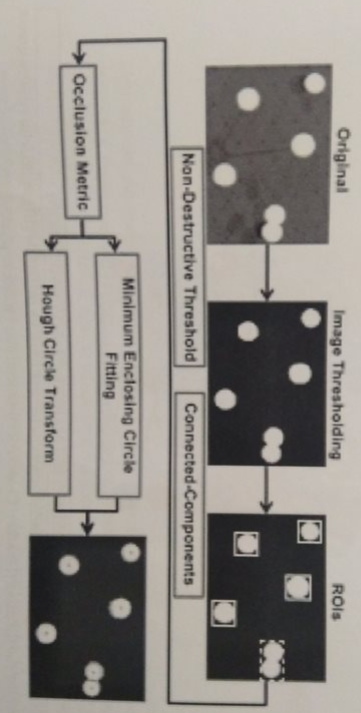 Original
Image Thresholding
ROIs
Non-Destructive Threshold
Connected-Components
Occlusion Metric
Minimum Enclosing Circle
Fitting
Hough Circle Transform